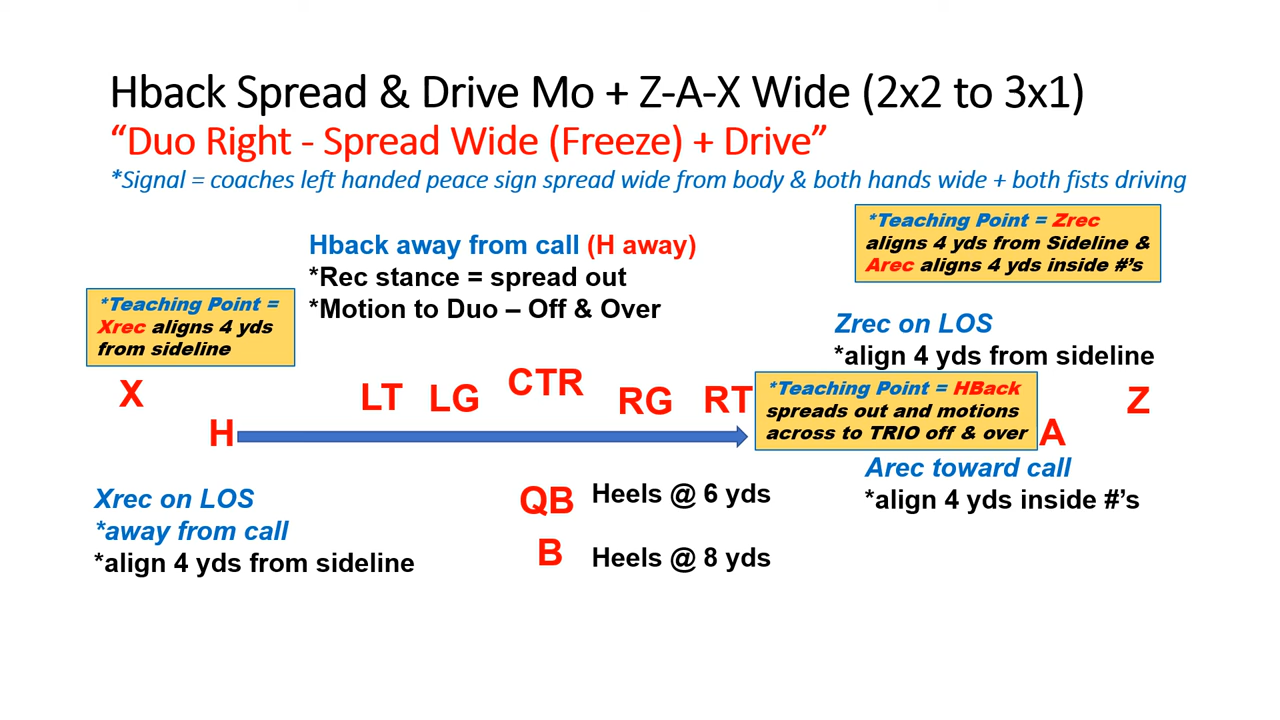 Hback Spread & Drive Mo + Z-A-X Wide (2x2 to 3x1)
“Duo Right - Spread Wide (Freeze) + Drive”
*Signal = coaches left handed peace sign spread wide from body & both hands wide + both fists driving
*Teaching Point = Zrec
aligns 4 yds from Sideline &
Arec aligns 4 yds inside #’s
Hback away from call (H away)
*Rec stance = spread out
*Motion to Duo – Off & Over
*Teaching Point =
Xrec aligns 4 yds
from sideline
Zrec on LOS
*align 4 yds from sideline
X
LT LG CTR RG RT
*Teaching Point = HBack
spreads out and motions
across to TRIO off & over
Z
H
A
Arec toward call
*align 4 yds inside #’s
Xrec on LOS
*away from call
*align 4 yds from sideline
QB Heels @ 6 yds
B Heels @ 8 yds